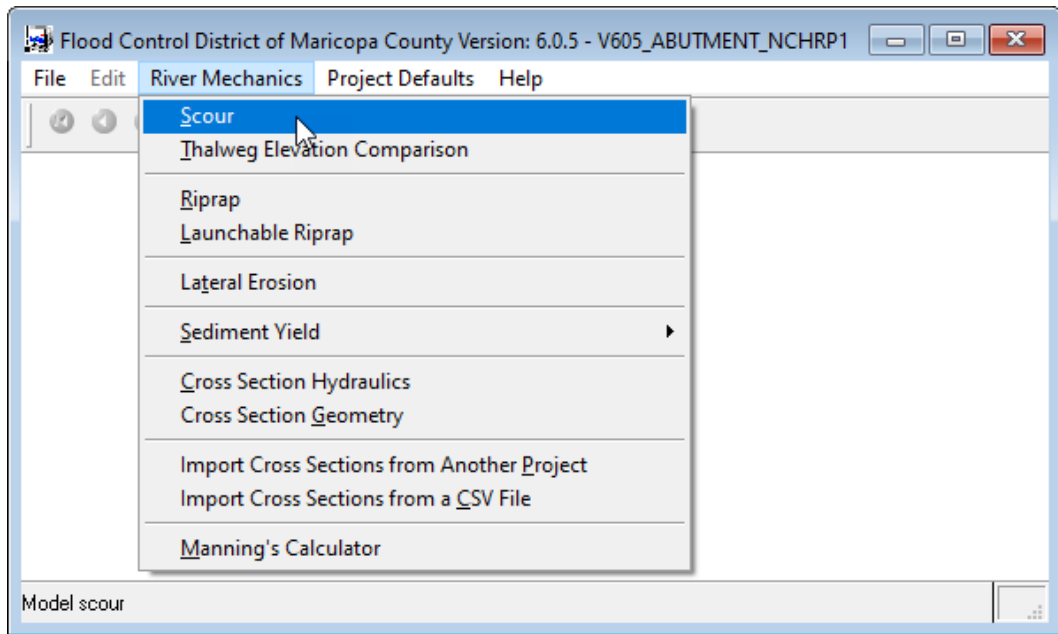 Flood Control District of Maricopa County Version: 6.0.5 - V605_ABUTMENT_NCHRP1
File Edit River Mechanics Project Defaults Help
Scour
Thalweg Elevation Comparison
Riprap
Launchable Riprap
Lateral Erosion
Sediment Yield
Cross Section Hydraulics
Cross Section Geometry
Import Cross Sections from Another Project
Import Cross Sections from a CSV File
Manning's Calculator
Model scour